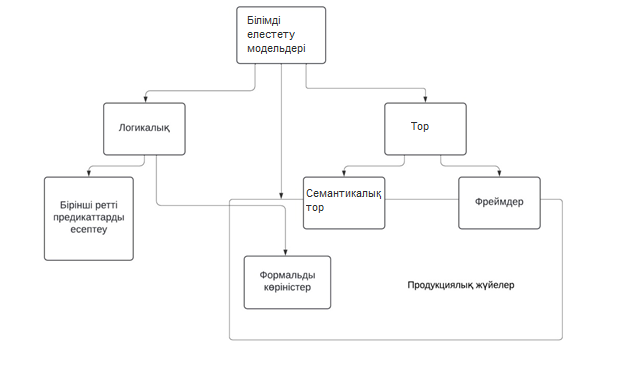 Білімді
елестету
модельдері
Логикалық
Тор
Бірінші ретті
предикаттарды
есептеу
Семантикалық
тор
Фреймдер
Формальды
көріністер
Продукциялық жүйелер